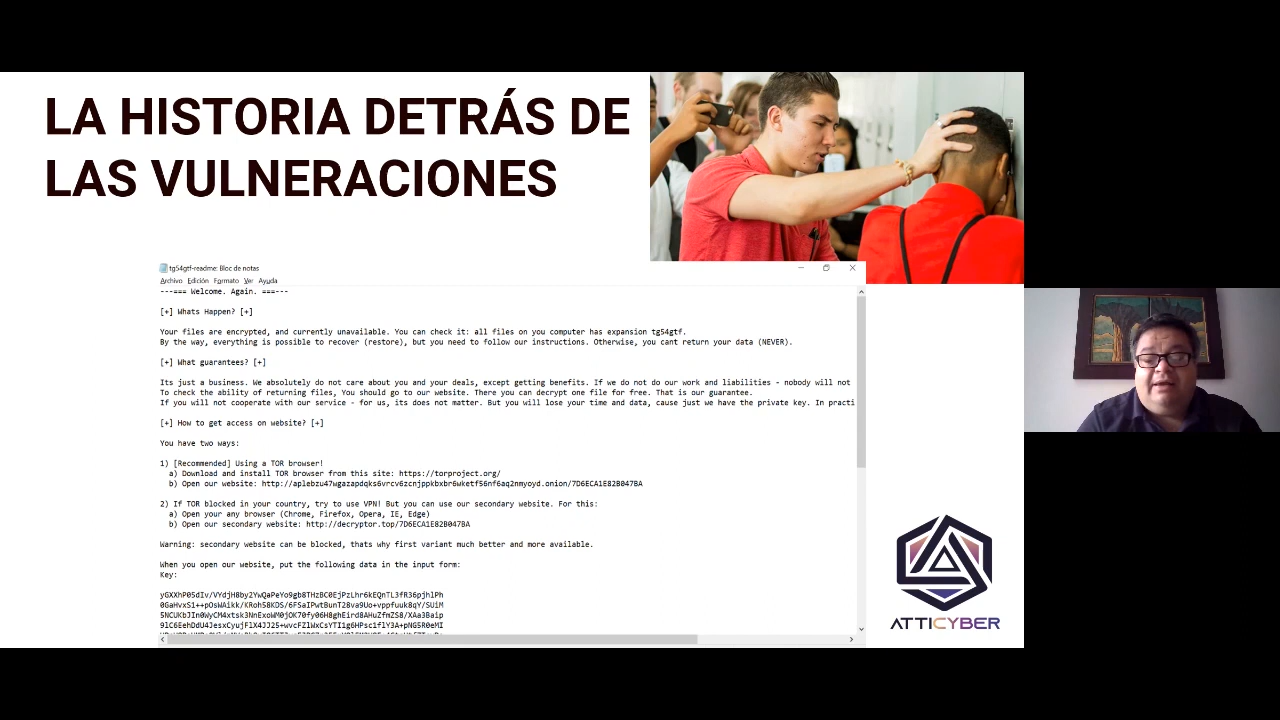 LA HISTORIA DETRÁS DE
LAS VULNERACIONES
tg54gtf-readme: Bloc de notas
Archivo Edición Formato Ver Ayuda
---=== Welcome. Again. ===---
[+] Whats Happen? [+]
Your files are encrypted, and currently unavailable. You can check it: all files on you computer has expansion tg54gtf.
By the way, everything is possible to recover (restore), but you need to follow our instructions. Otherwise, you cant return your data (NEVER).
[+] What guarantees? [+]
Its just a business. We absolutely do not care about you and your deals, except getting benefits. If we do not do our work and liabilities - nobody will not
To check the ability of returning files, You should go to our website. There you can decrypt one file for free. That is our guarantee.
If you will not cooperate with our service - for us, its does not matter. But you will lose your time and data, cause just we have the private key. In practi
[+] How to get access on website? [+]
You have two ways:
1) [Recommended] Using a TOR browser!
a) Download and install TOR browser from this site: https://torproject.org/
b) Open our website: http://aplebzu47wgazapdqks6vrcv6zcnjppkbxbr6wketf56nf6aq2nmyoyd.onion/7D6ECA1E82B047BA
2) If TOR blocked in your country, try to use VPN! But you can use our secondary website. For this:
a) Open your any browser (Chrome, Firefox, Opera, IE, Edge)
b) Open our secondary website: http://decryptor.top/7D6ECA1E82B047BA
Warning: secondary website can be blocked, thats why first variant much better and more available.
When you open our website, put the following data in the input form:
Key:
yGXXhP05dIv/VYdjH8by2YwQaPeYo9gb8THzBC0EjPzLhr6kEQnTL3fR36pjhlPh
0GaHvxS1++pOsWAikk/KRoh58KDS/6FSaIPwtBunT28va9Uo+vppfuuk8qY/SUiM
5NCUKbJIn0WyCM4xtsk3NnExoWM0jOK70fy06H8ghEird8AHuZfmZS8/XAa3Baip
9lC6EehDdU4JesxCyujFlX4JJ25+wvcFZlWxCsYTI1g6HPsc1flY3A+pNG5R0eMI
ATTICYBER